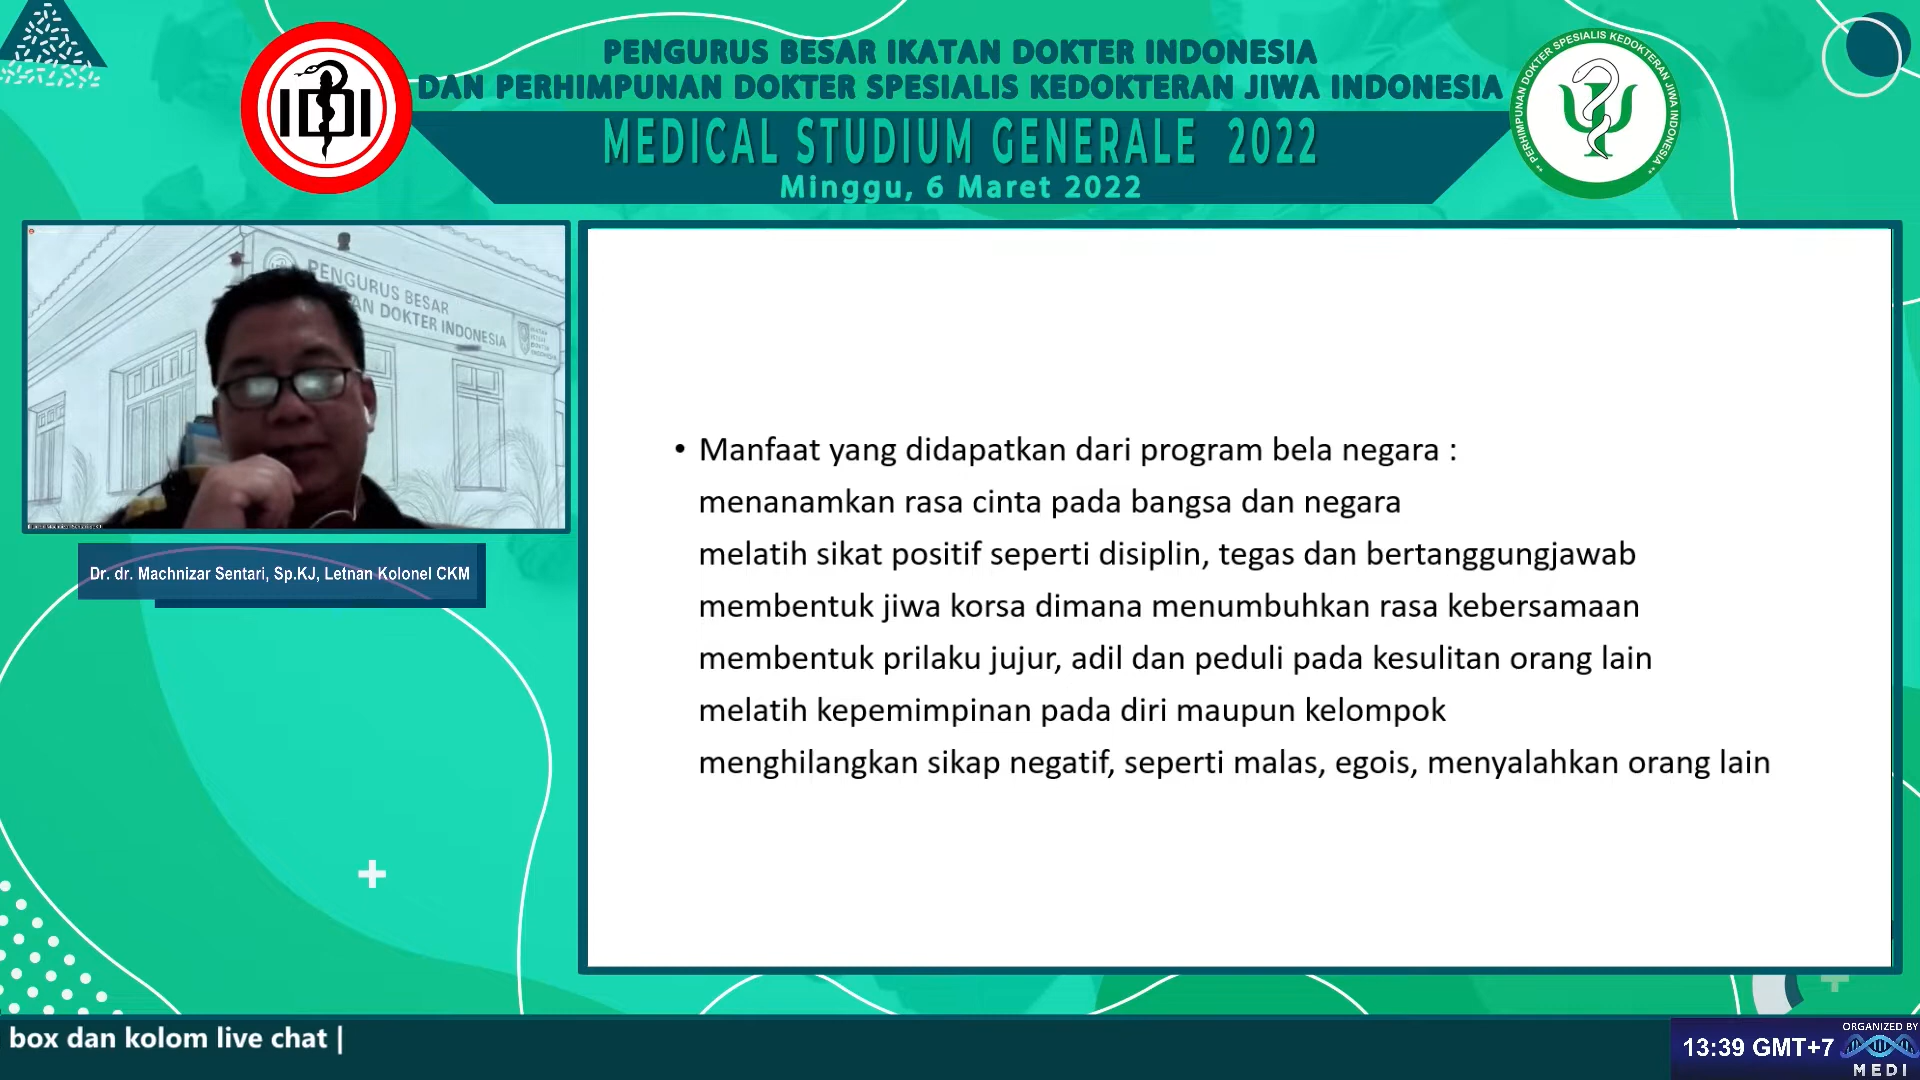 PENGURUS BESAR IKATAN DOKTER INDONESIA
DAN PERHIMPUNAN DOKTER SPESIALIS KEDOKTERAN JIWA INDONESIA
MEDICAL STUDIUM GENERALE 2022
Minggu, 6 Maret 2022
IDI
PERHIMPUNAN DOKTER SPESIALIS KEDOKTERAN JIWA INDONESIA
PENGURUS BESAR
AN DOKTER INDONESIA
Dr. dr. Machnizar Sentari, Sp.KJ, Letnan Kolonel CKM
• Manfaat yang didapatkan dari program bela negara :
menanamkan rasa cinta pada bangsa dan negara
melatih sikat positif seperti disiplin, tegas dan bertanggungjawab
membentuk jiwa korsa dimana menumbuhkan rasa kebersamaan
membentuk prilaku jujur, adil dan peduli pada kesulitan orang lain
melatih kepemimpinan pada diri maupun kelompok
menghilangkan sikap negatif, seperti malas, egois, menyalahkan orang lain
box dan kolom live chat |
13:39 GMT+7
ORGANIZED BY
MEDI